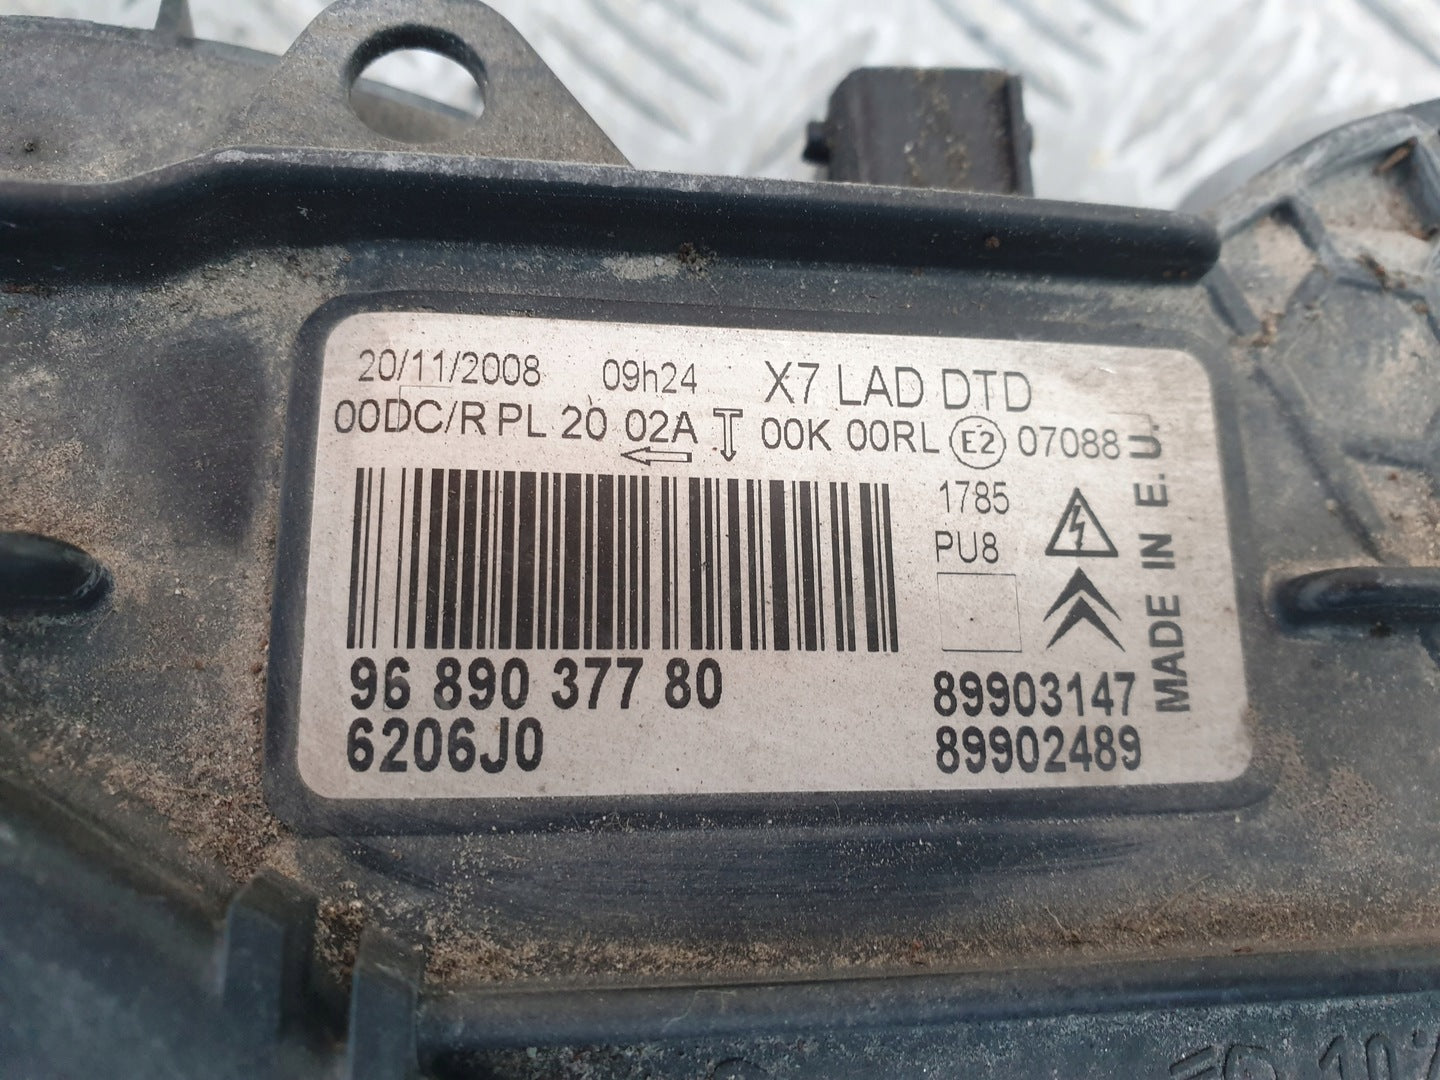 20/11/2008 09h24 X7 LAD DTD
00DC/R PL 20 02A 00K 00RL E2 07088
1785
PU8
MADE IN E.U.
96 890 377 80
89903147
6206J0
89902489